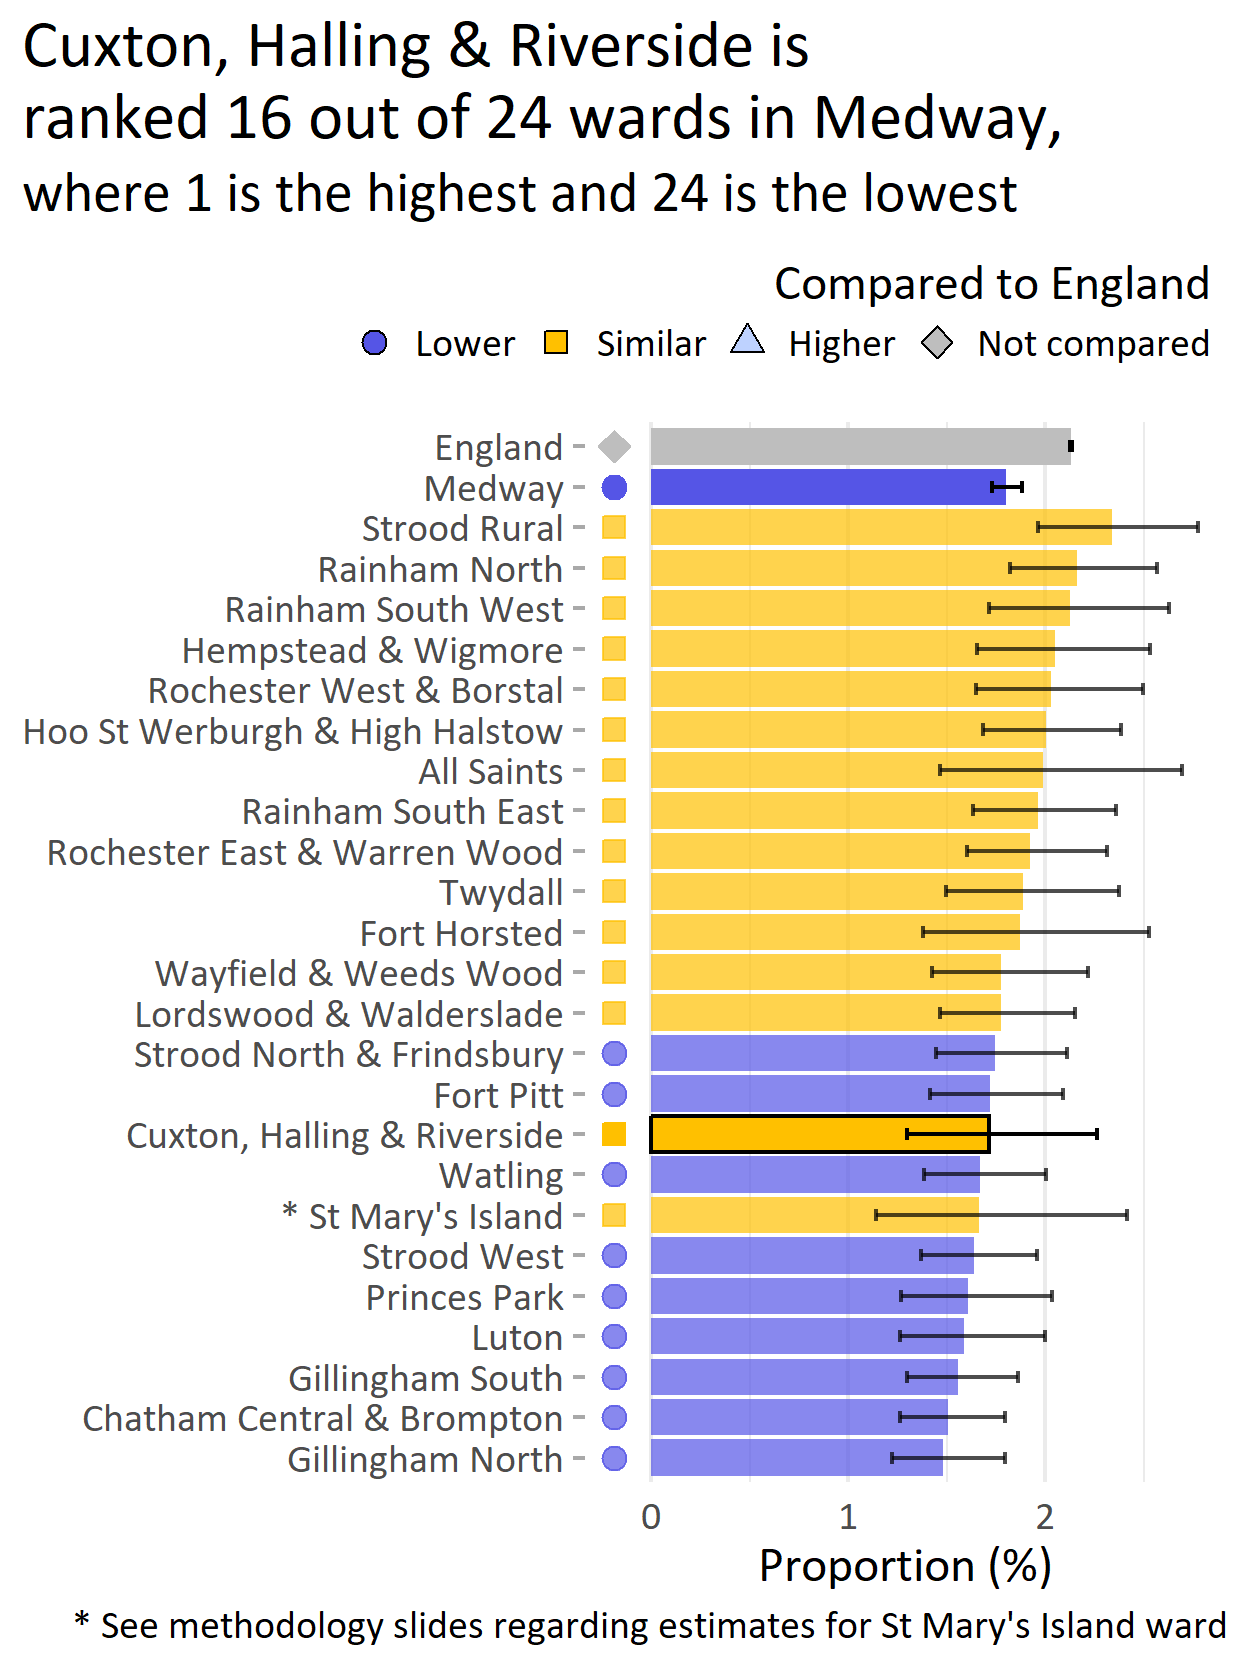 Cuxton, Halling & Riverside is
ranked 16 out of 24 wards in Medway,
where 1 is the highest and 24 is the lowest
Compared to England
Lower Similar Higher Not compared
England
Medway
Strood Rural
Rainham North
Rainham South West
Hempstead & Wigmore
Rochester West & Borstal
Hoo St Werburgh & High Halstow
All Saints
Rainham South East
Rochester East & Warren Wood
Twydall
Fort Horsted
Wayfield & Weeds Wood
Lordswood & Walderslade
Strood North & Frindsbury
Fort Pitt
Cuxton, Halling & Riverside
Watling
* St Mary's Island
Strood West
Princes Park
Luton
Gillingham South
Chatham Central & Brompton
Gillingham North
0 1 2
Proportion (%)
* See methodology slides regarding estimates for St Mary's Island ward